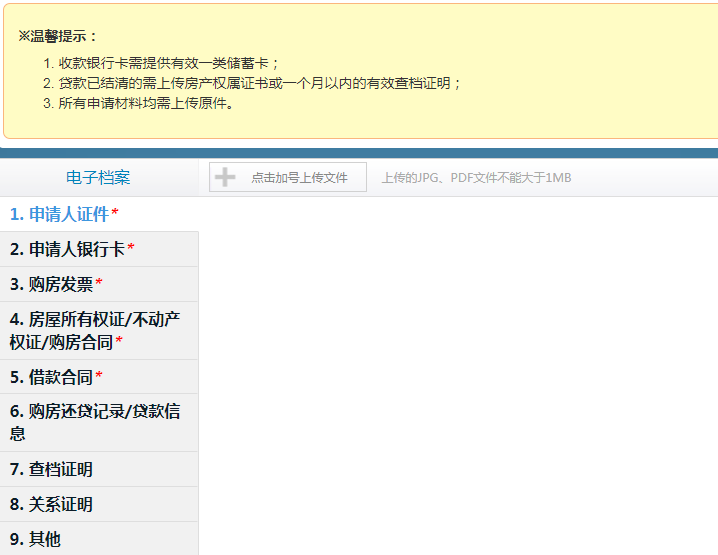 ※温馨提示：
1. 收款银行卡需提供有效一类储蓄卡；
2. 贷款已结清的需上传房产权属证书或一个月以内的有效查档证明；
3. 所有申请材料均需上传原件。
电子档案
点击加号上传文件
上传的JPG、PDF文件不能大于1MB
1. 申请人证件*
2. 申请人银行卡*
3. 购房发票*
4. 房屋所有权证/不动产
权证/购房合同*
5. 借款合同*
6. 购房还贷记录/贷款信
息
7. 查档证明
8. 关系证明
9. 其他